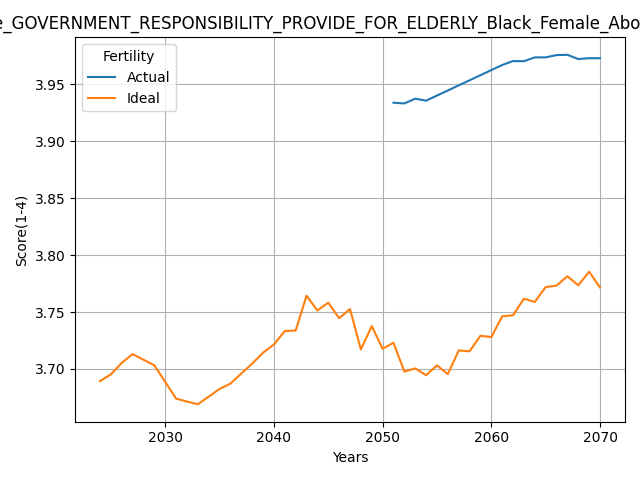 _GOVERNMENT_RESPONSIBILITY_PROVIDE_FOR_ELDERLY_Black_Female_Abo
Fertility
Actual
Ideal
3.95
3.90
3.85
3.80
3.75
3.70
Score(1-4)
2030
2040
2050
2060
2070
Years